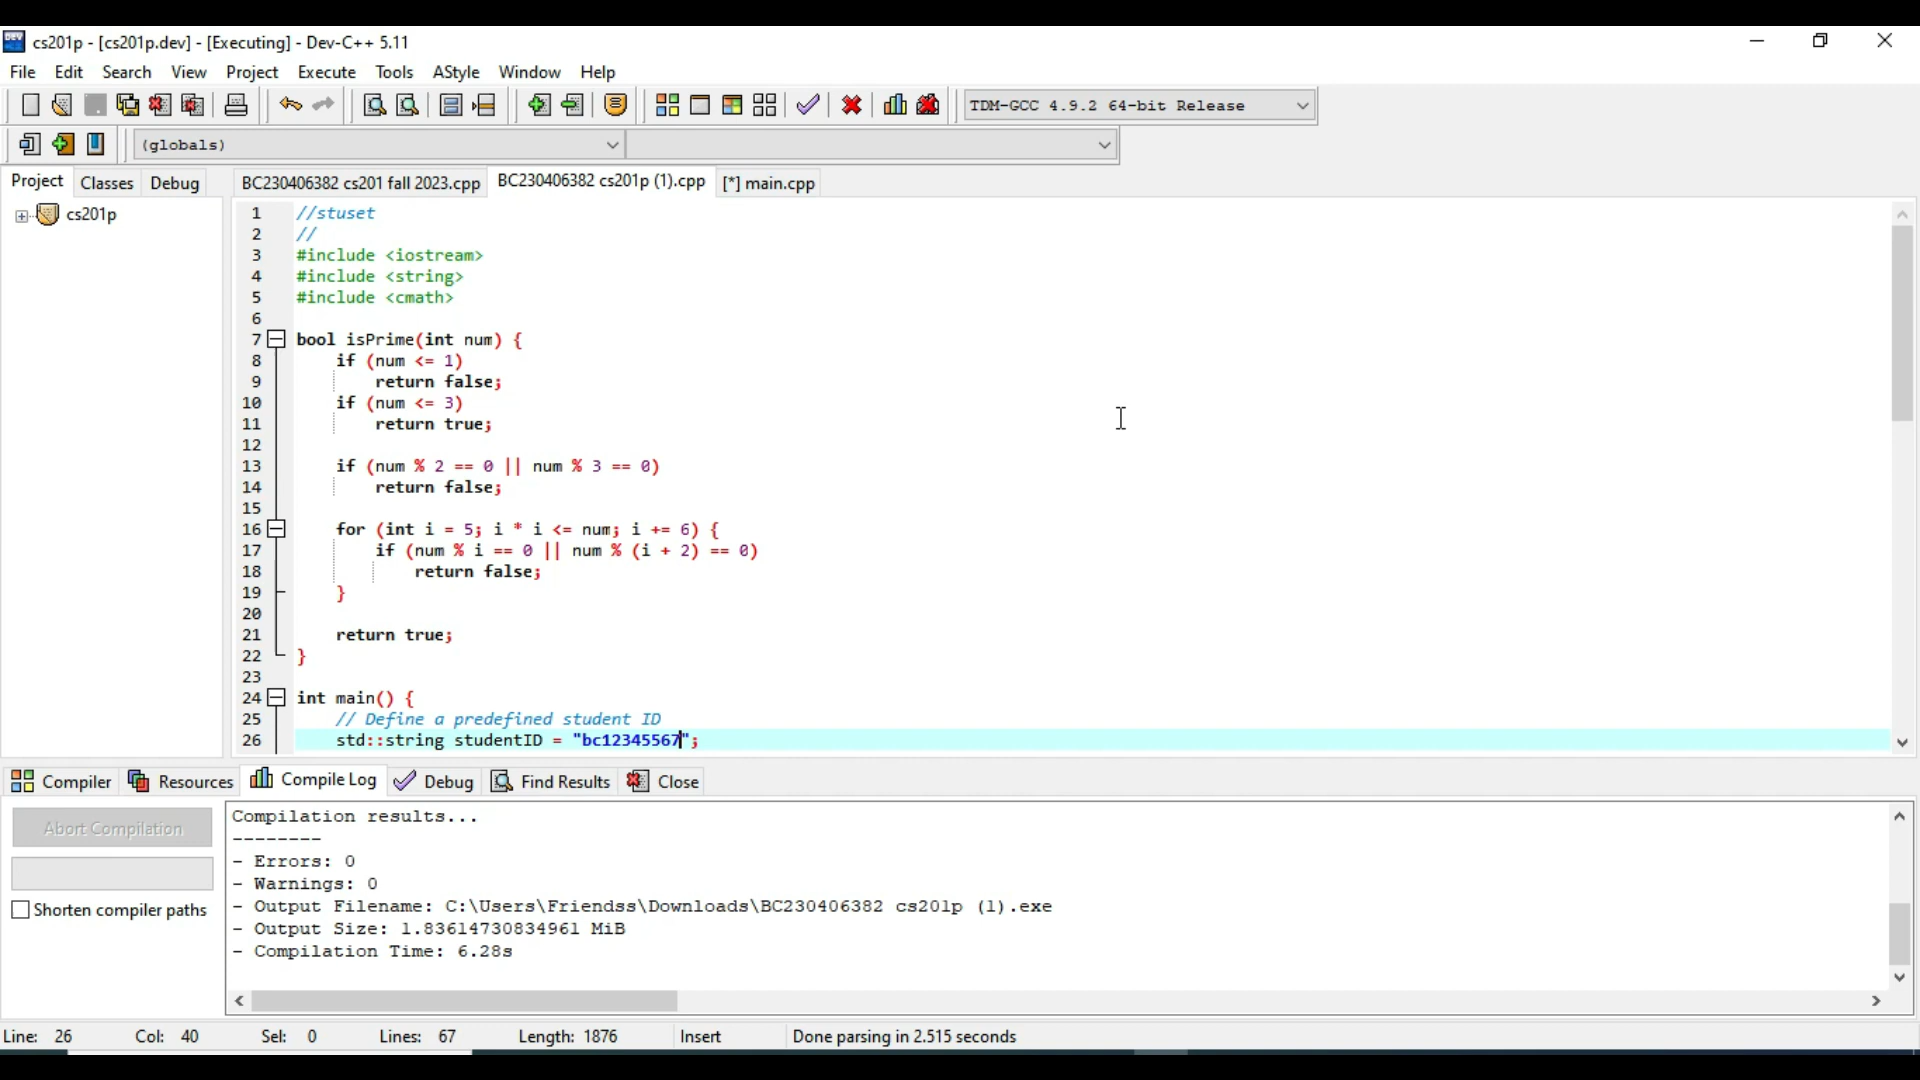 cs201p - [cs201p.dev] - [Executing] - Dev-C++ 5.11
File Edit Search View Project Execute Tools AStyle Window Help
TDM-GCC 4.9.2 64-bit Release
(globals)
Project Classes Debug
BC230406382 cs201 fall 2023.cpp BC230406382 cs201p (1).cpp [*] main.cpp
cs201p
1 //stuset
2 //
3 #include <iostream>
4 #include <string>
5 #include <cmath>
6
7 bool isPrime(int num) {
8 if (num <= 1)
9 return false;
10 if (num <= 3)
11 return true;
12
13 if (num % 2 == 0 || num % 3 == 0)
14 return false;
15
16 for (int i = 5; i * i <= num; i += 6) {
17 if (num % i == 0 || num % (i + 2) == 0)
18 return false;
19 }
20
21 return true;
22 }
23
24 int main() {
25 // Define a predefined student ID
26 std::string studentID = "bc12345567";
Compiler Resources Compile Log Debug Find Results Close
Abort Compilation
Shorten compiler paths
Compilation results...
--------
- Errors: 0
- Warnings: 0
- Output Filename: C:\Users\Friendss\Downloads\BC230406382 cs201p (1).exe
- Output Size: 1.83614730834961 MiB
- Compilation Time: 6.28s
Line: 26 Col: 40 Sel: 0 Lines: 67 Length: 1876 Insert Done parsing in 2.515 seconds